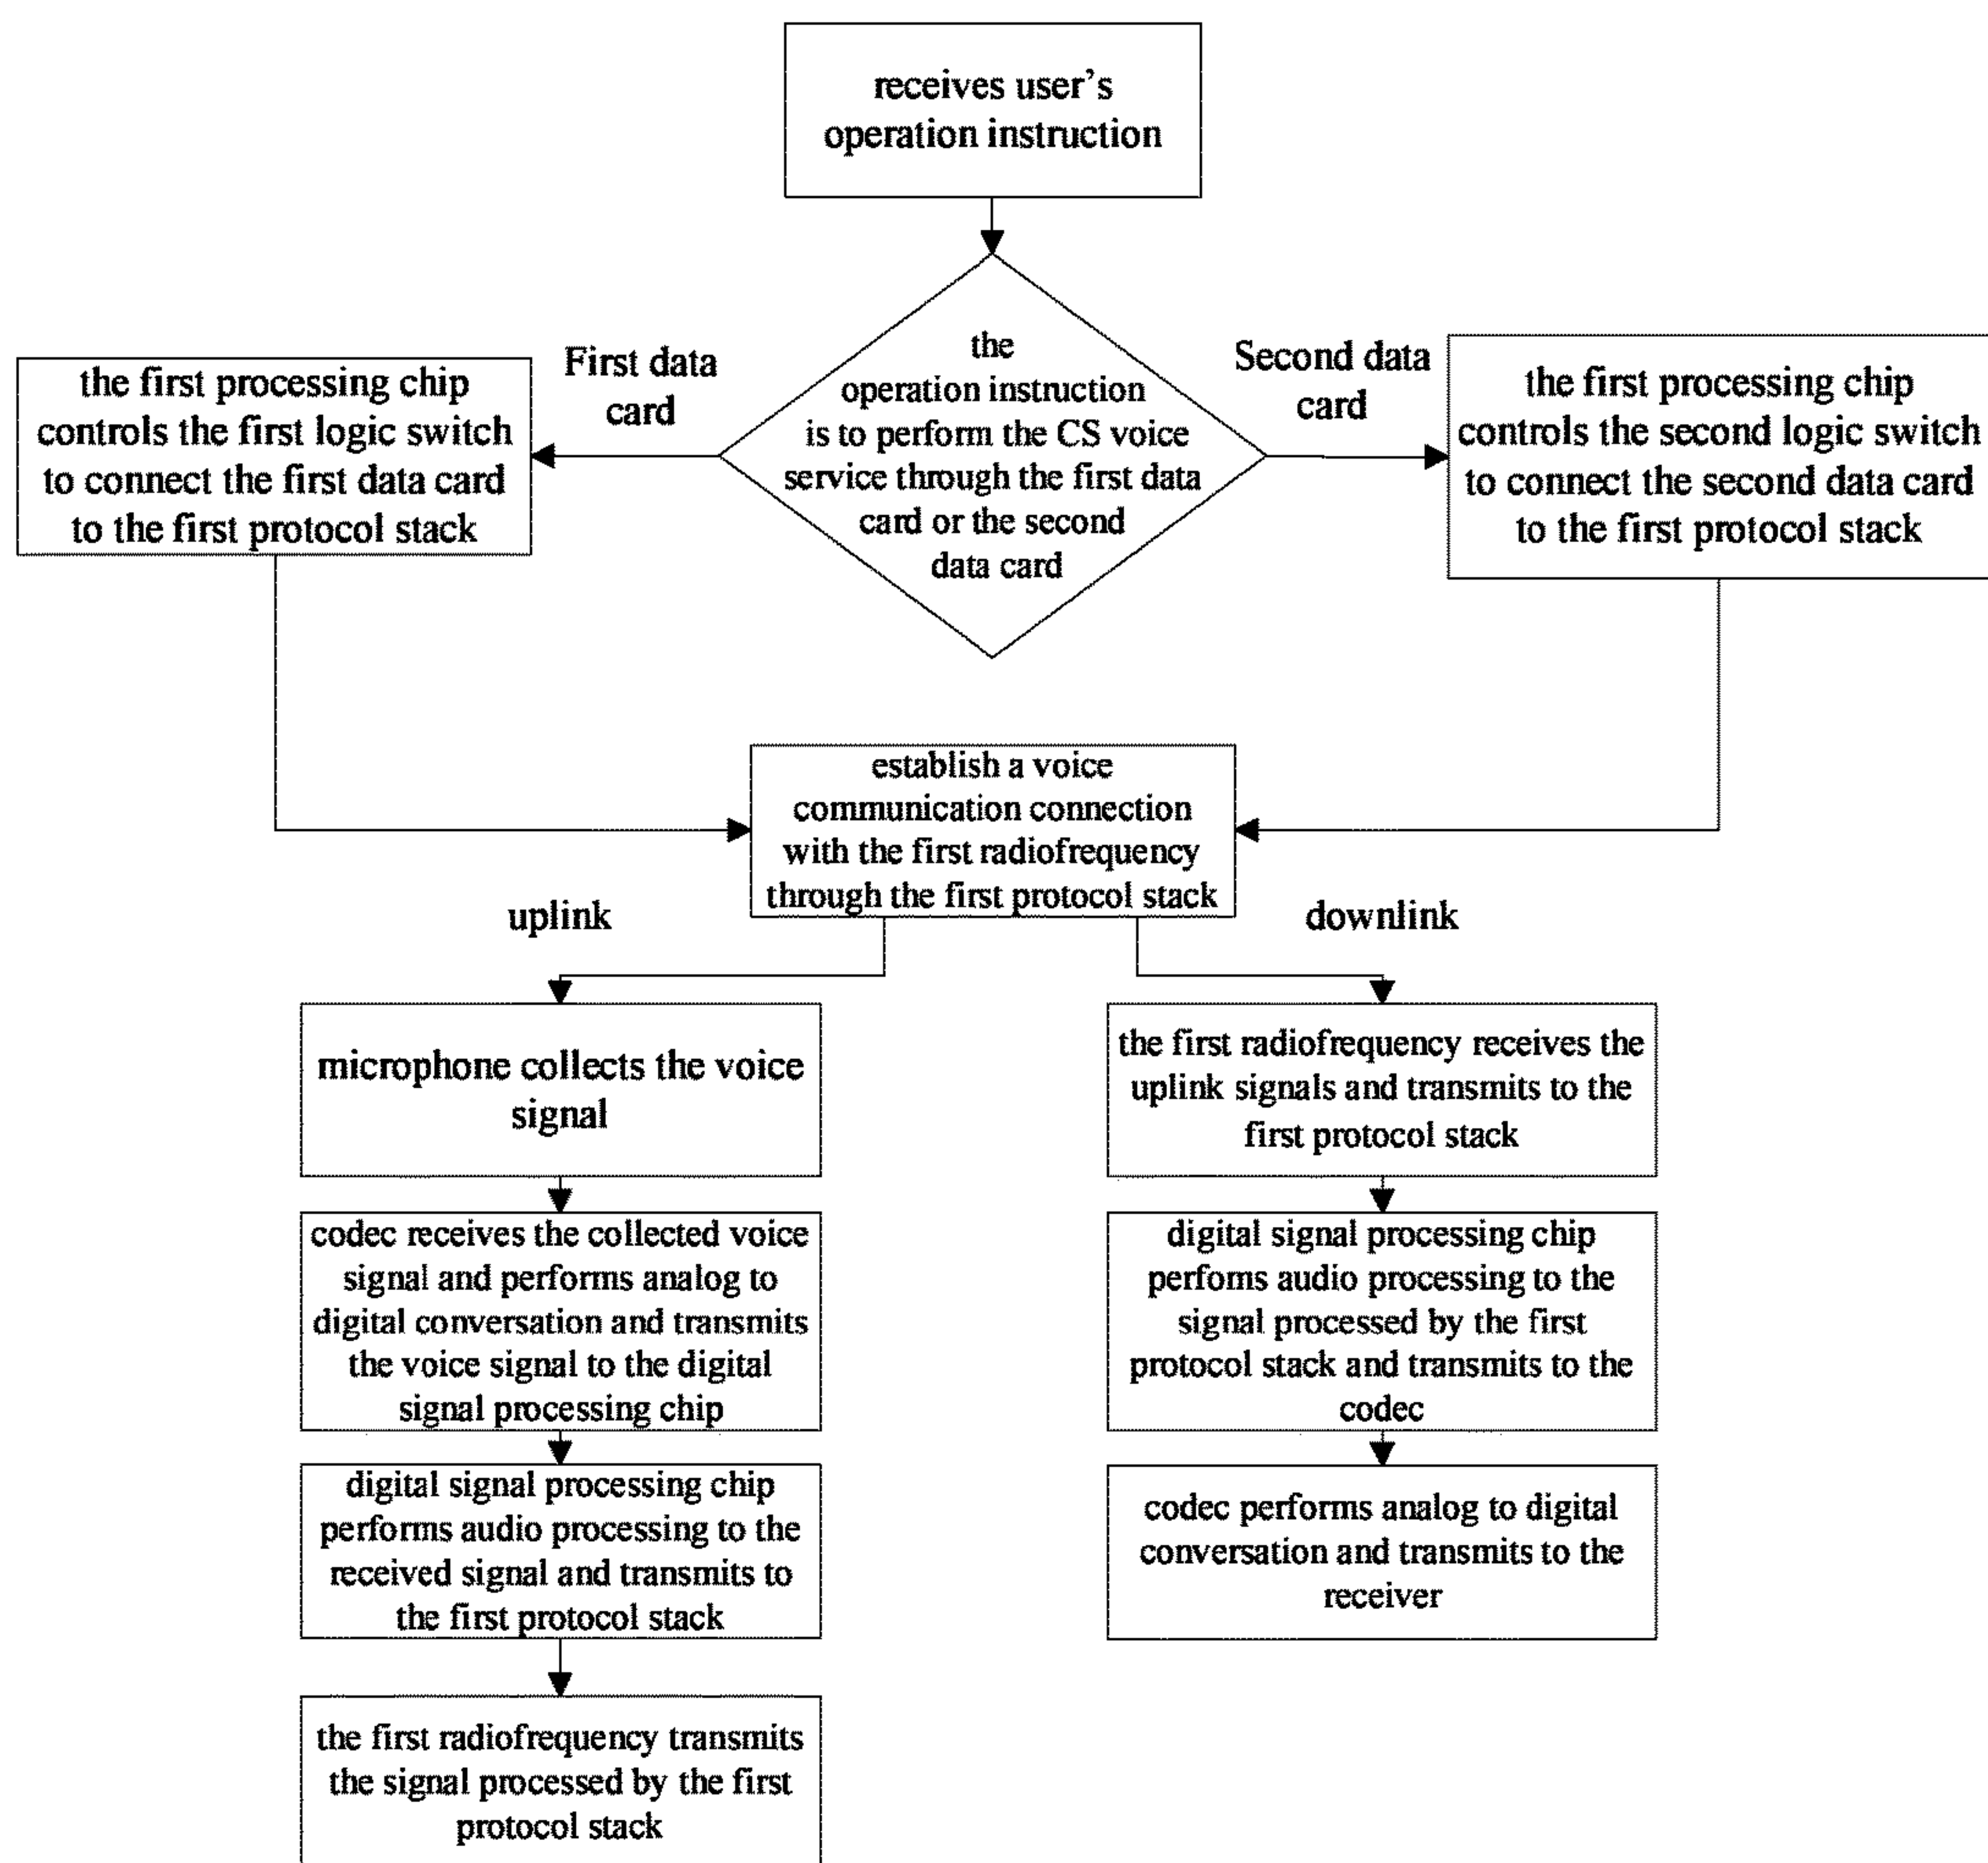 receives user's
operation instruction
the
operation instruction
is to perform the CS voice
service through the first data
card or the second
data card
First data
card
Second data
card
the first processing chip
controls the first logic switch
to connect the first data card
to the first protocol stack
the first processing chip
controls the second logic switch
to connect the second data card
to the first protocol stack
establish a voice
communication connection
with the first radiofrequency
through the first protocol stack
uplink
downlink
microphone collects the voice
signal
codec receives the collected voice
signal and performs analog to
digital conversation and transmits
the voice signal to the digital
signal processing chip
digital signal processing chip
performs audio processing to the
received signal and transmits to
the first protocol stack
the first radiofrequency transmits
the signal processed by the first
protocol stack
the first radiofrequency receives the
uplink signals and transmits to the
first protocol stack
digital signal processing chip
perfoms audio processing to the
signal processed by the first
protocol stack and transmits to the
codec
codec performs analog to digital
conversation and transmits to the
receiver